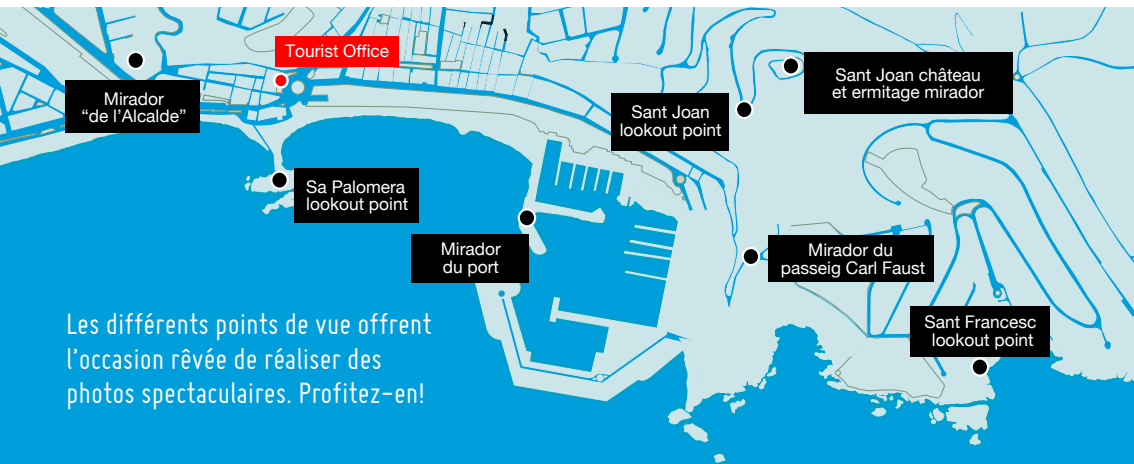 Tourist Office
Mirador
“de l’Alcalde”
Sant Joan
lookout point
Sant Joan château
et ermitage mirador
Sa Palomera
lookout point
Mirador
du port
Mirador du
passeig Carl Faust
Sant Francesc
lookout point
Les différents points de vue offrent
l’occasion rêvée de réaliser des
photos spectaculaires. Profitez-en!